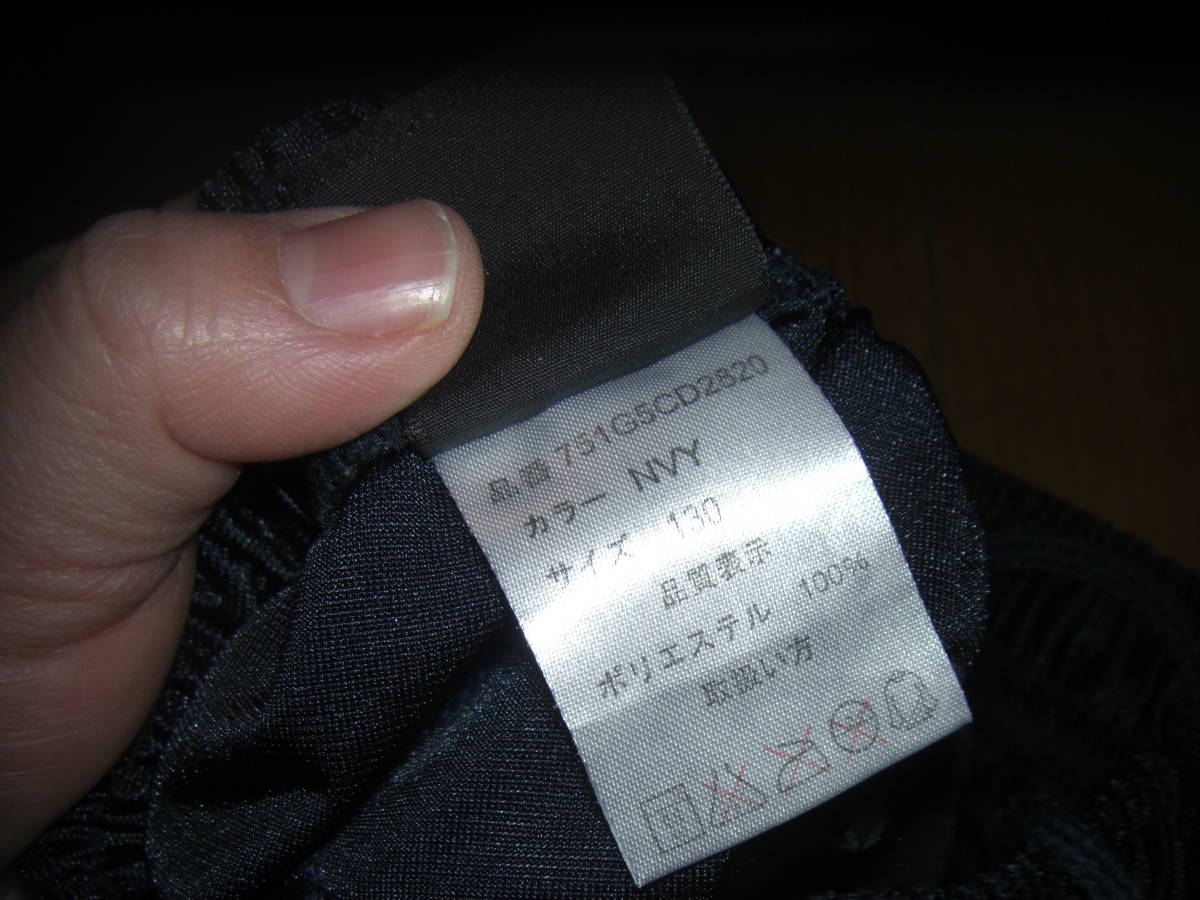 品番 751G5CD2820
カラー NVY
サイズ 130
品質表示
ポリエステル 100%
取扱い方